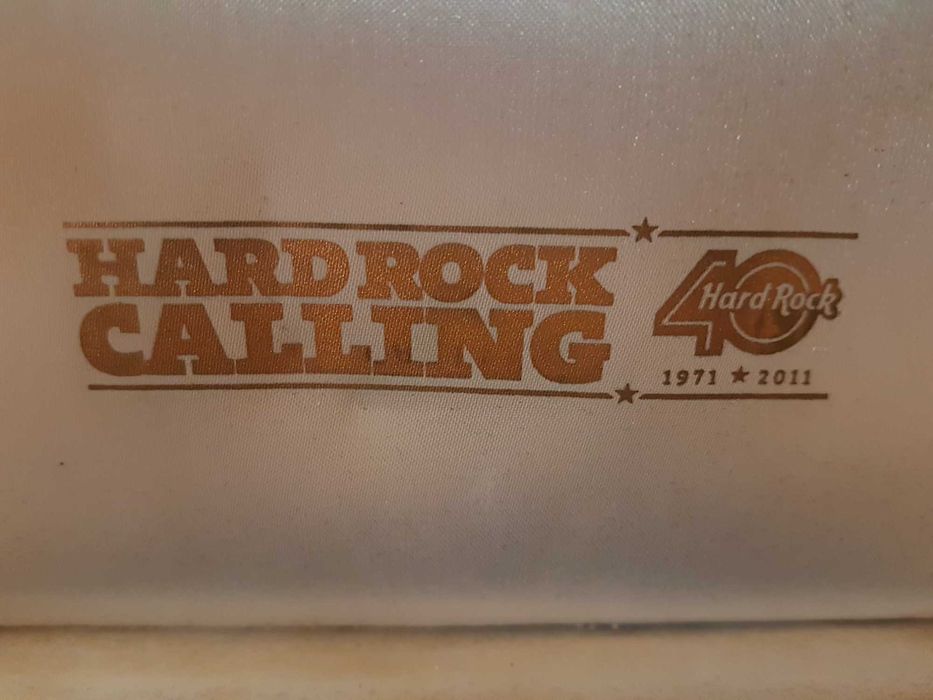 HARD ROCK
CALLING
40
Hard Rock
1971 ★ 2011